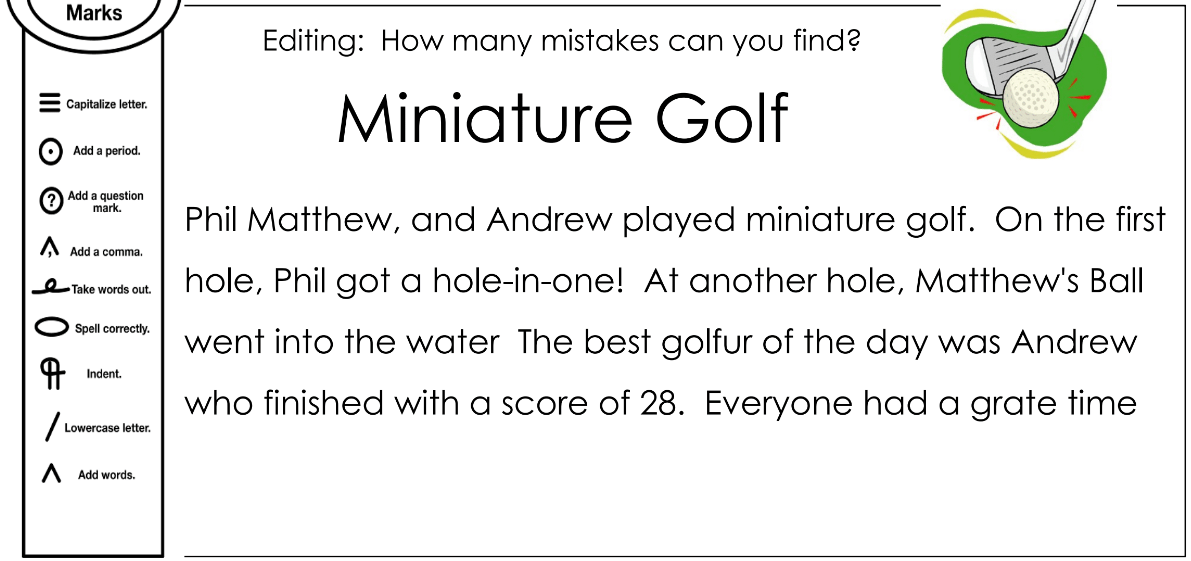 Marks
Capitalize letter.
Add a period.
Add a question
mark.
Add a comma.
Take words out.
Spell correctly.
Indent.
Lowercase letter.
Add words.
Editing:  How many mistakes can you find?
Miniature Golf
Phil Matthew, and Andrew played miniature golf.  On the first
hole, Phil got a hole-in-one!  At another hole, Matthew's Ball
went into the water  The best golfur of the day was Andrew
who finished with a score of 28.  Everyone had a grate time